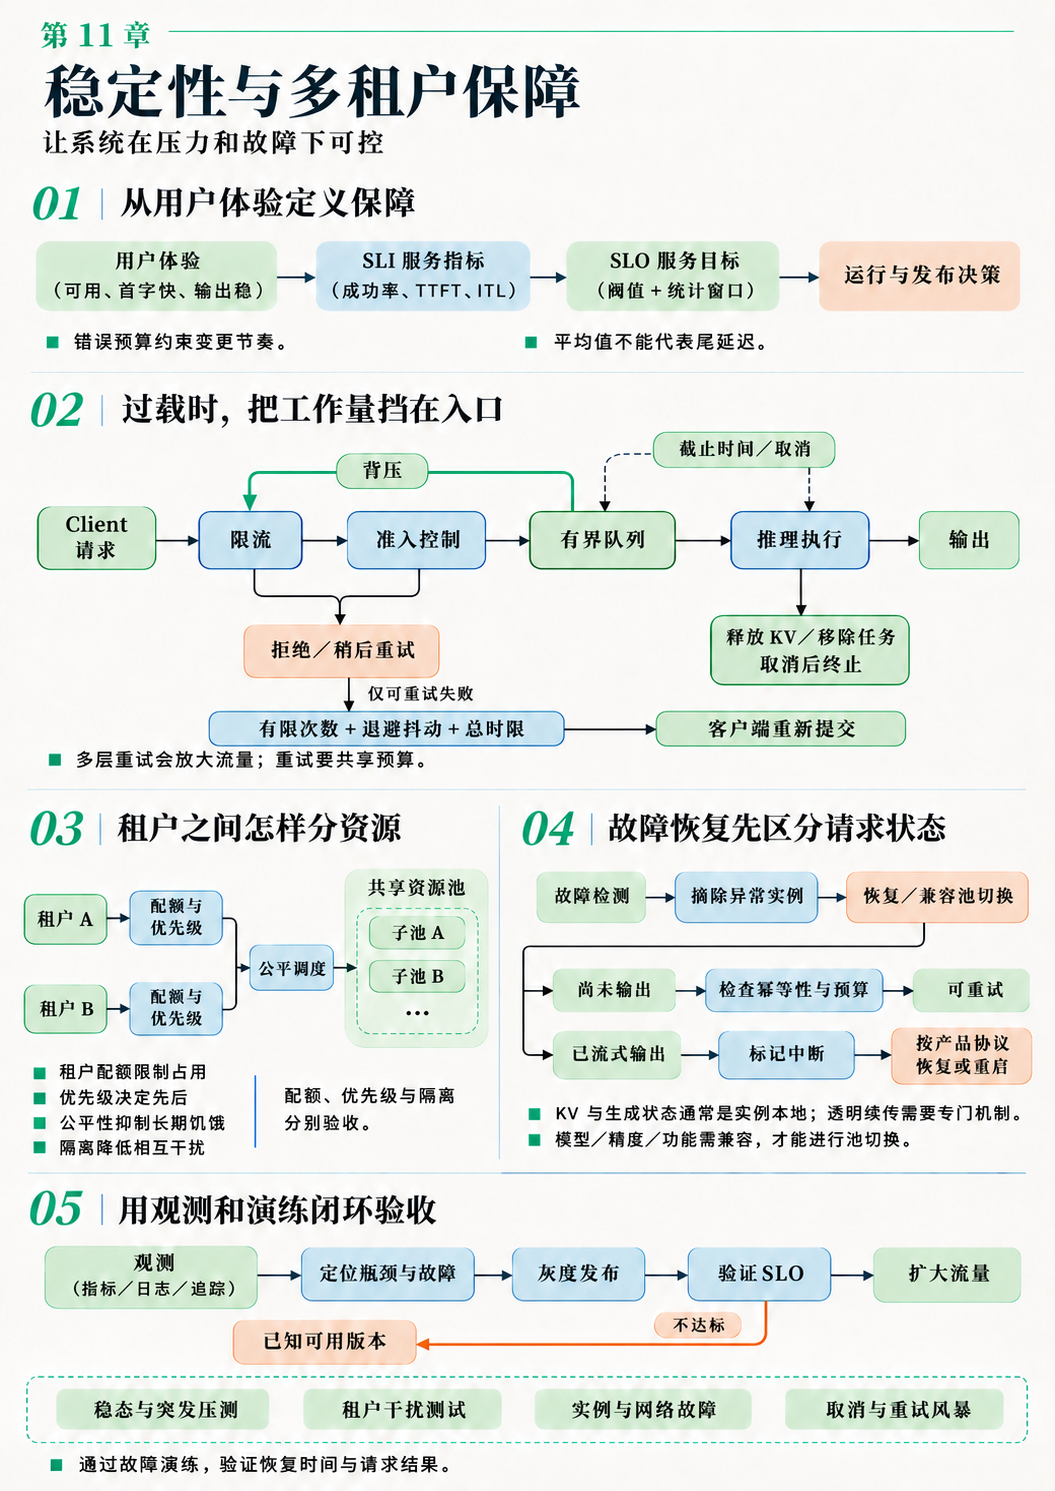 第 11 章
稳定性与多租户保障
让系统在压力和故障下可控
01 从用户体验定义保障
用户体验
（可用、首字快、输出稳）
SLI 服务指标
（成功率、TTFT、ITL）
SLO 服务目标
（阈值 + 统计窗口）
运行与发布决策
错误预算约束变更节奏。
平均值不能代表尾延迟。
02 过载时，把工作量挡在入口
截止时间／取消
背压
Client
请求
限流
准入控制
有界队列
推理执行
输出
拒绝／稍后重试
释放 KV／移除任务
取消后终止
仅可重试失败
有限次数 + 退避抖动 + 总时限
客户端重新提交
多层重试会放大流量；重试要共享预算。
03 租户之间怎样分资源
共享资源池
租户 A
配额与
优先级
子池 A
公平调度
子池 B
租户 B
配额与
优先级
...
租户配额限制占用
优先级决定先后
公平性抑制长期饥饿
隔离降低相互干扰
配额、优先级与隔离
分别验收。
04 故障恢复先区分请求状态
故障检测
摘除异常实例
恢复／兼容池切换
尚未输出
检查幂等性与预算
可重试
已流式输出
标记中断
按产品协议
恢复或重启
KV 与生成状态通常是实例本地；透明续传需要专门机制。
模型／精度／功能需兼容，才能进行池切换。
05 用观测和演练闭环验收
观测
（指标／日志／追踪）
定位瓶颈与故障
灰度发布
验证 SLO
扩大流量
不达标
已知可用版本
稳态与突发压测
租户干扰测试
实例与网络故障
取消与重试风暴
通过故障演练，验证恢复时间与请求结果。